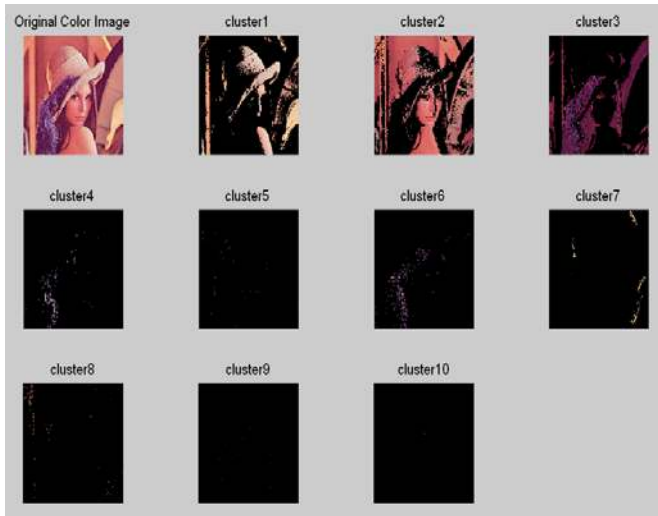 Original Color Image
cluster1
cluster2
cluster3
cluster4
cluster5
cluster6
cluster7
cluster8
cluster9
cluster10